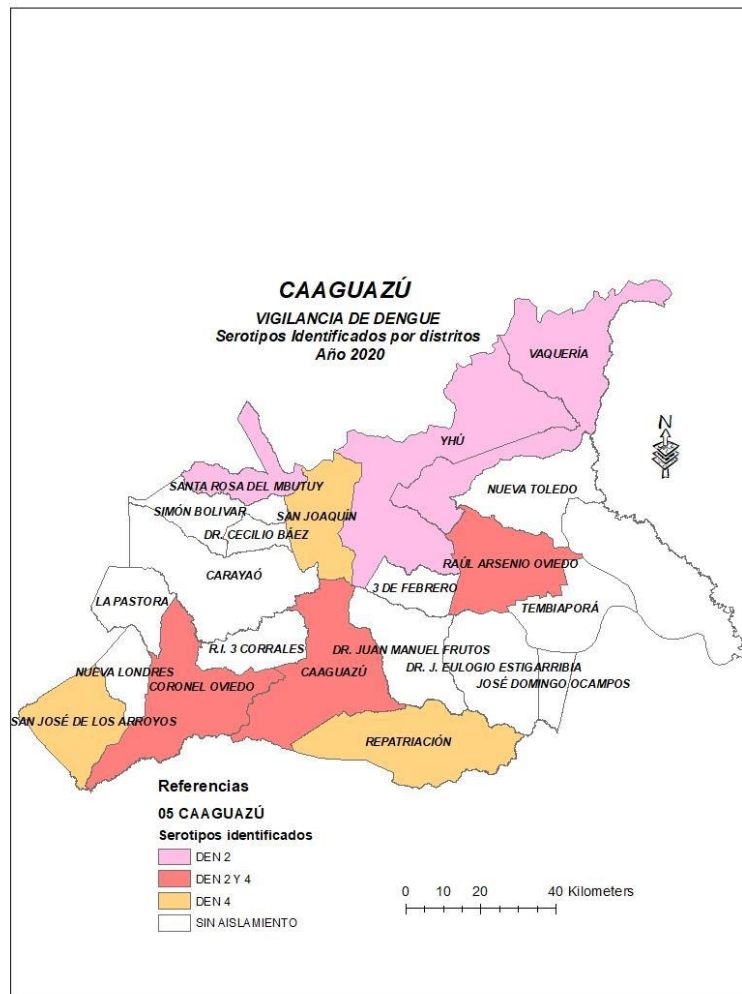 CAAGUAZÚ
VIGILANCIA DE DENGUE
Serotipos Identificados por distritos
Año 2020
VAQUERÍA
N
YHÚ
SANTA ROSA DEL MBUTUY
NUEVA TOLEDO
SIMÓN BOLIVAR
SAN JOAQUÍN
DR. CECILIO BÁEZ
RAÚL ARSENIO OVIEDO
CARAYAÓ
3 DE FEBRERO
LA PASTORA
TEMBIAPORÁ
R.I. 3 CORRALES
DR. JUAN MANUEL FRUTOS
NUEVA LONDRES
CAAGUAZÚ
DR. J. EULOGIO ESTIGARRIBIA
CORONEL OVIEDO
JOSÉ DOMINGO OCAMPOS
SAN JOSÉ DE LOS ARROYOS
REPATRIACIÓN
Referencias
05 CAAGUAZÚ
Serotipos identificados
DEN 2
DEN 2 Y 4
DEN 4
SIN AISLAMIENTO
0 10 20 40 Kilometers